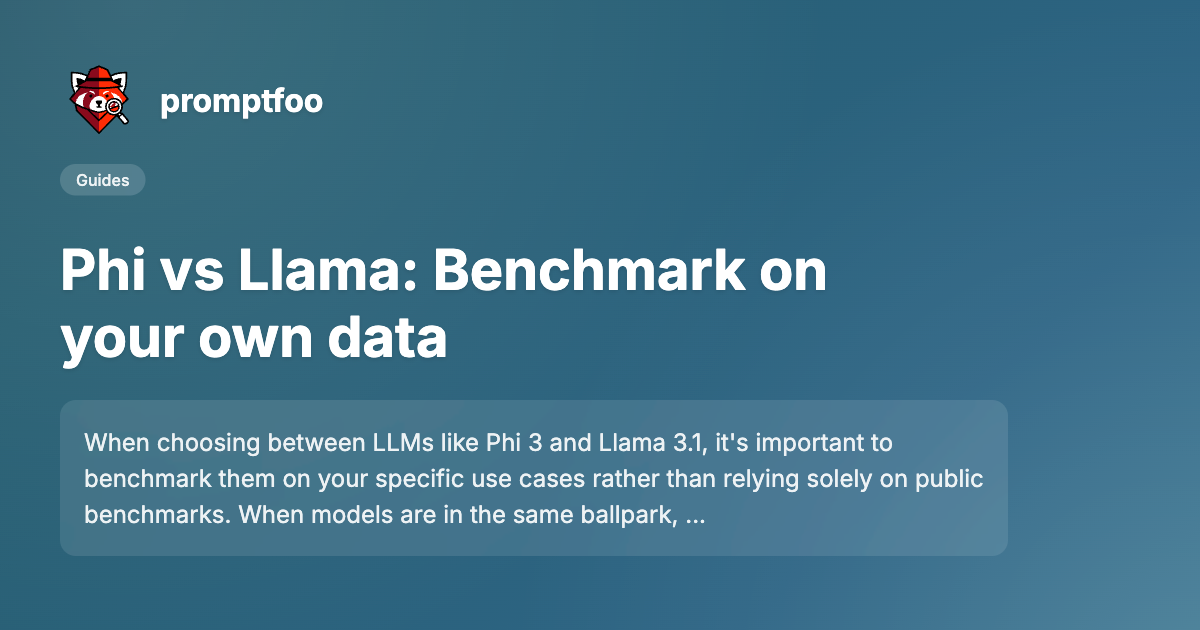 promptfoo
Guides
Phi vs Llama: Benchmark on
your own data
When choosing between LLMs like Phi 3 and Llama 3.1, it's important to
benchmark them on your specific use cases rather than relying solely on public
benchmarks. When models are in the same ballpark, ...